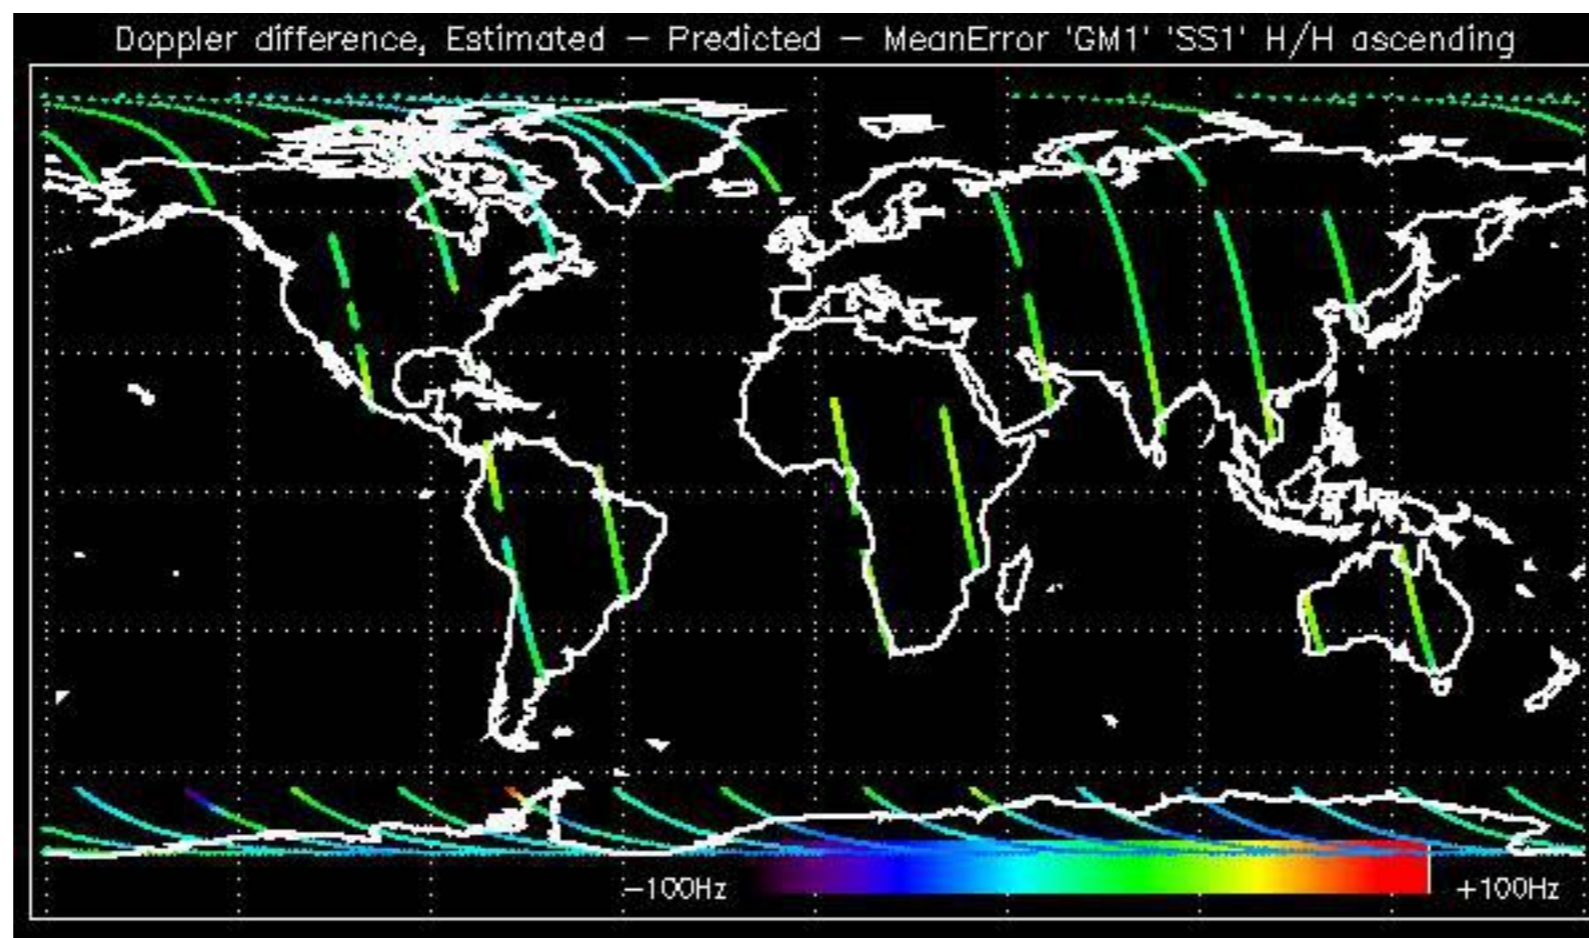 Doppler difference, Estimated — Predicted — MeanError 'GM1' 'SS1' H/H ascending
—100Hz +100Hz